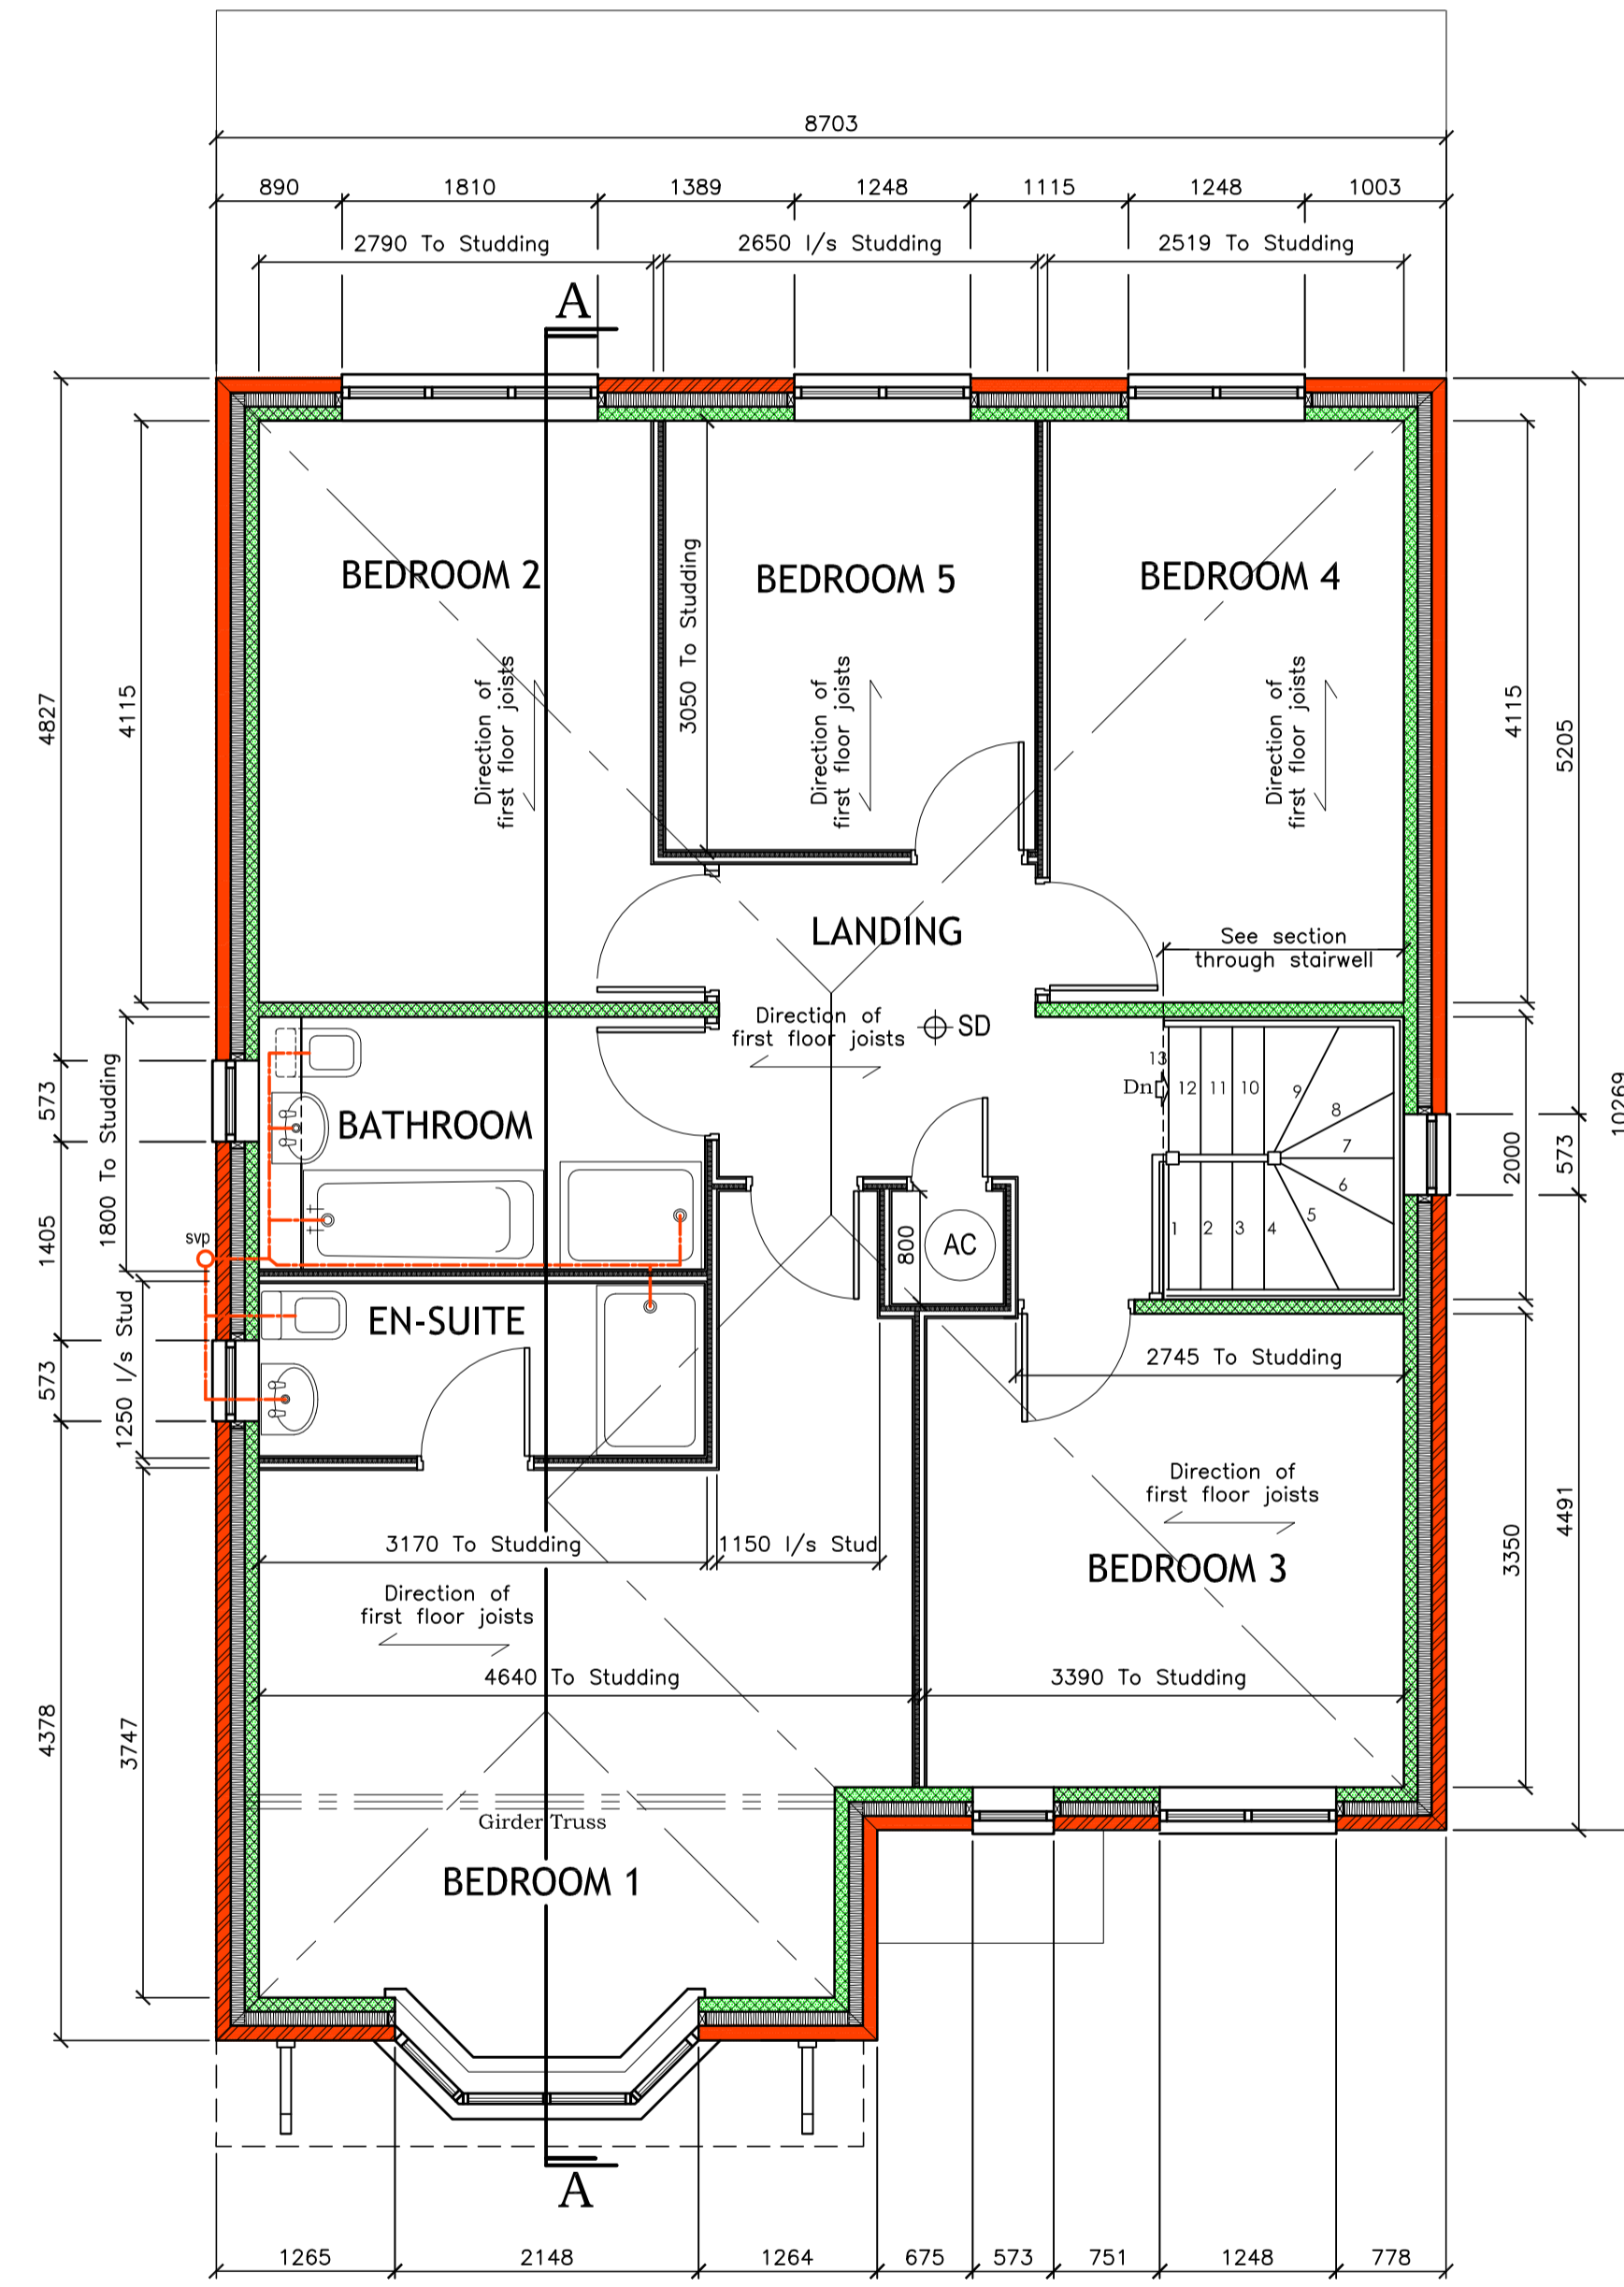 8703
890 1810 1389 1248 1115 1248 1003
2790 To Studding 2650 I/s Studding 2519 To Studding
A
BEDROOM 2
BEDROOM 5
BEDROOM 4
3050 To Studding
Direction of
first floor joists
Direction of
first floor joists
Direction of
first floor joists
4827
4115
4115
5205
LANDING
See section
through stairwell
Direction of
first floor joists
SD
13
Dn
12 11 10 9
8
7
6
5
1 2 3 4
573
1800 To Studding
BATHROOM
2000
573
10269
1405
svp
800
AC
EN-SUITE
573
1250 I/s Stud
2745 To Studding
Direction of
first floor joists
3170 To Studding
1150 I/s Stud
BEDROOM 3
3350
4491
Direction of
first floor joists
4640 To Studding
3390 To Studding
4378
3747
Girder Truss
BEDROOM 1
A
1265 2148 1264 675 573 751 1248 778